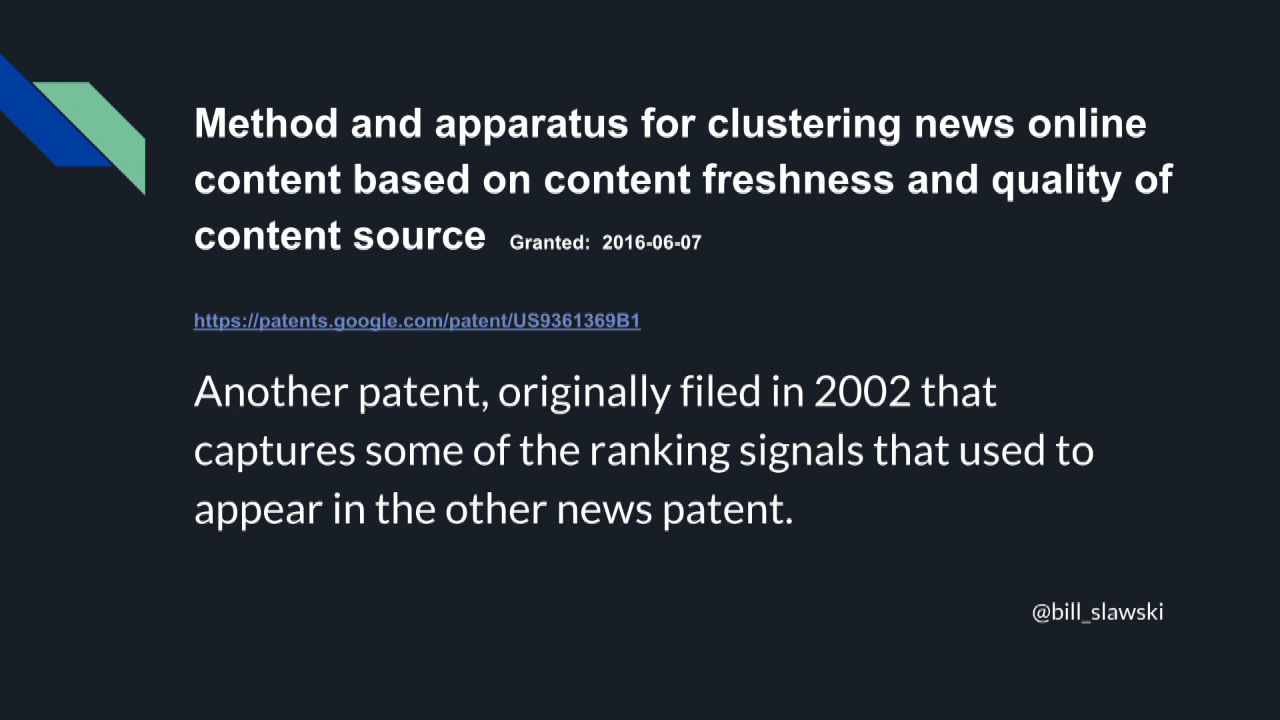 Method and apparatus for clustering news online
content based on content freshness and quality of
content source Granted: 2016-06-07
https://patents.google.com/patent/US9361369B1
Another patent, originally filed in 2002 that
captures some of the ranking signals that used to
appear in the other news patent.
@bill_slawski